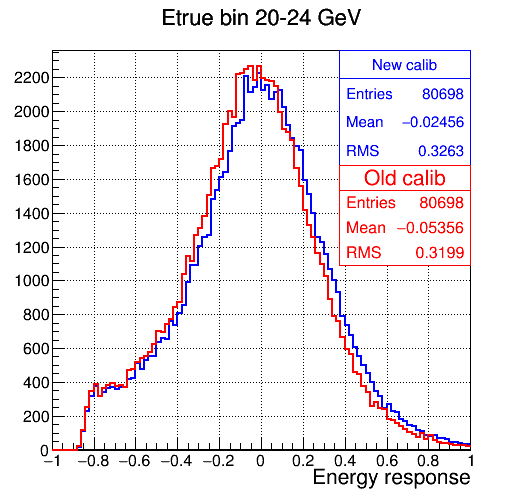 Etrue bin 20-24 GeV
New calib
Entries 80698
Mean −0.02456
RMS 0.3263
Old calib
Entries 80698
Mean −0.05356
RMS 0.3199
2200
2000
1800
1600
1400
1200
1000
800
600
400
200
0
−1 −0.8 −0.6 −0.4 −0.2 0 0.2 0.4 0.6 0.8 1
Energy response